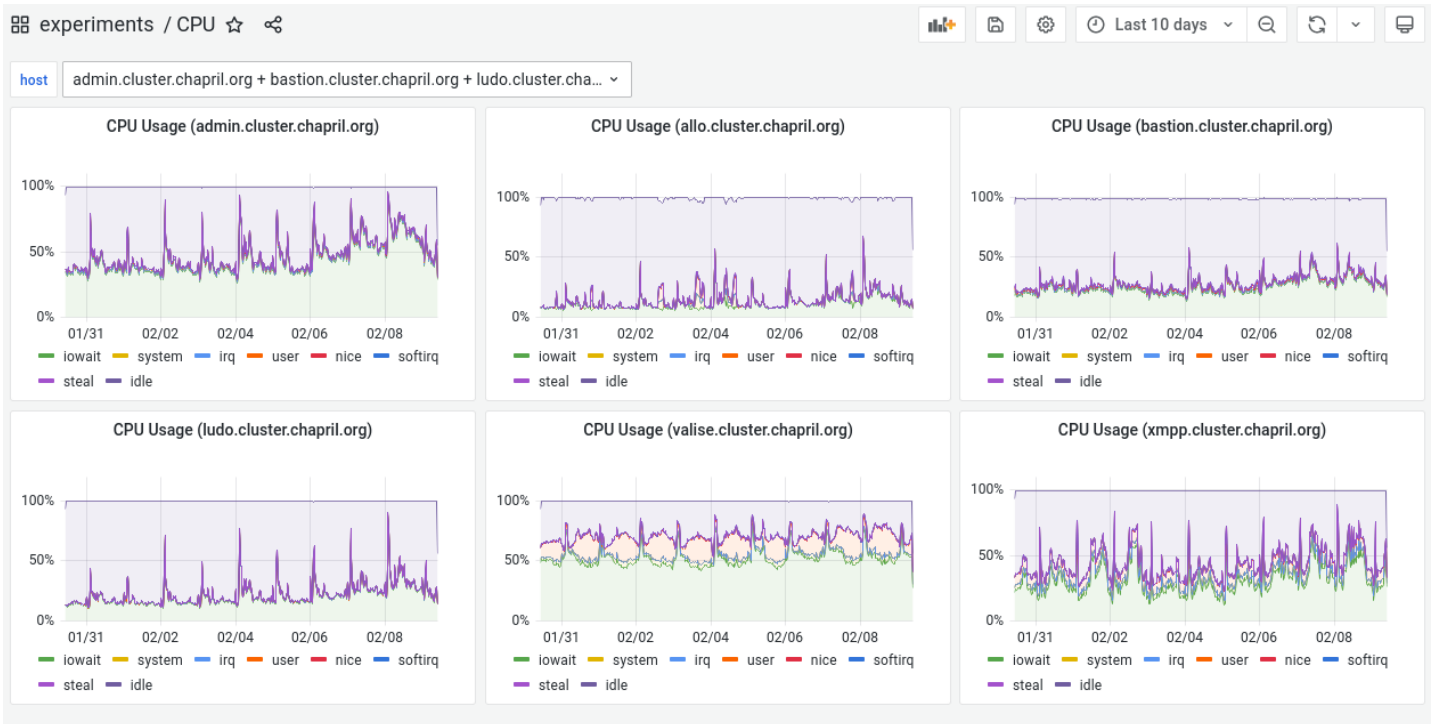 experiments / CPU
Last 10 days
host admin.cluster.chapril.org + bastion.cluster.chapril.org + ludo.cluster.cha...
CPU Usage (admin.cluster.chapril.org)
100%
50%
0%
01/31 02/02 02/04 02/06 02/08
iowait system irq user nice softirq
steal idle
CPU Usage (allo.cluster.chapril.org)
100%
50%
0%
01/31 02/02 02/04 02/06 02/08
iowait system irq user nice softirq
steal idle
CPU Usage (bastion.cluster.chapril.org)
100%
50%
0%
01/31 02/02 02/04 02/06 02/08
iowait system irq user nice softirq
steal idle
CPU Usage (ludo.cluster.chapril.org)
100%
50%
0%
01/31 02/02 02/04 02/06 02/08
iowait system irq user nice softirq
steal idle
CPU Usage (valise.cluster.chapril.org)
100%
50%
0%
01/31 02/02 02/04 02/06 02/08
iowait system irq user nice softirq
steal idle
CPU Usage (xmpp.cluster.chapril.org)
100%
50%
0%
01/31 02/02 02/04 02/06 02/08
iowait system irq user nice softirq
steal idle